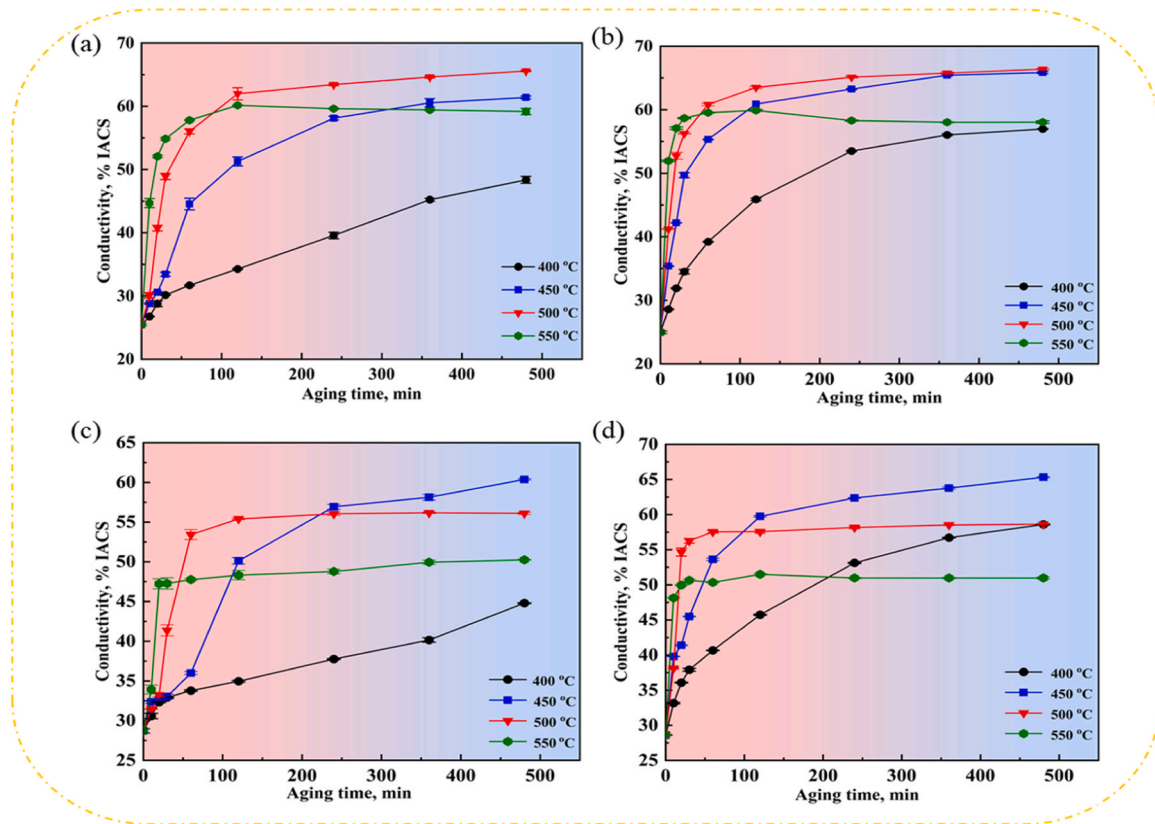 (a)
70
60
50
40
30
20
Conductivity, % IACS
400 ºC
450 ºC
500 ºC
550 ºC
0 100 200 300 400 500
Aging time, min
(b)
70
60
50
40
30
20
Conductivity, % IACS
400 ºC
450 ºC
500 ºC
550 ºC
0 100 200 300 400 500
Aging time, min
(c)
65
60
55
50
45
40
35
30
25
Conductivity, % IACS
400 ºC
450 ºC
500 ºC
550 ºC
0 100 200 300 400 500
Aging time, min
(d)
70
65
60
55
50
45
40
35
30
25
Conductivity, % IACS
400 ºC
450 ºC
500 ºC
550 ºC
0 100 200 300 400 500
Aging time, min